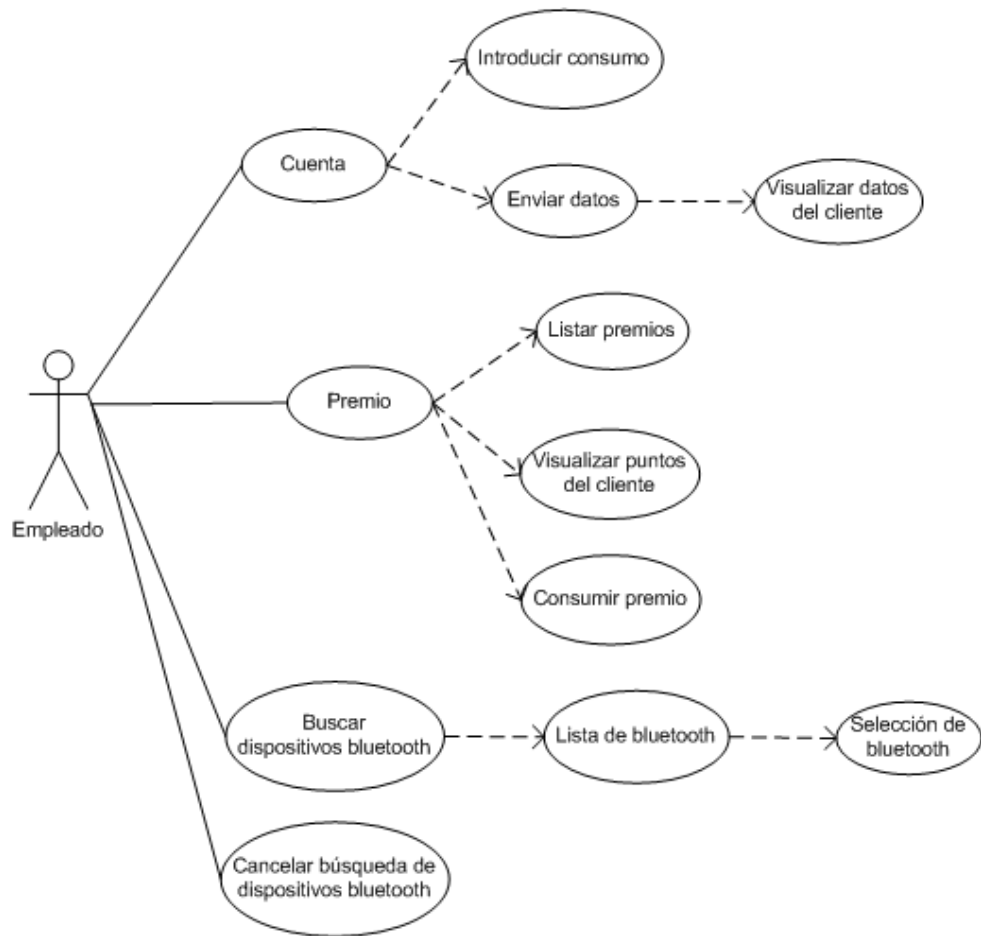 Introducir consumo
Cuenta
Enviar datos
Visualizar datos
del cliente
Listar premios
Premio
Visualizar puntos
del cliente
Empleado
Consumir premio
Buscar
dispositivos bluetooth
Lista de bluetooth
Selección de
bluetooth
Cancelar búsqueda de
dispositivos bluetooth